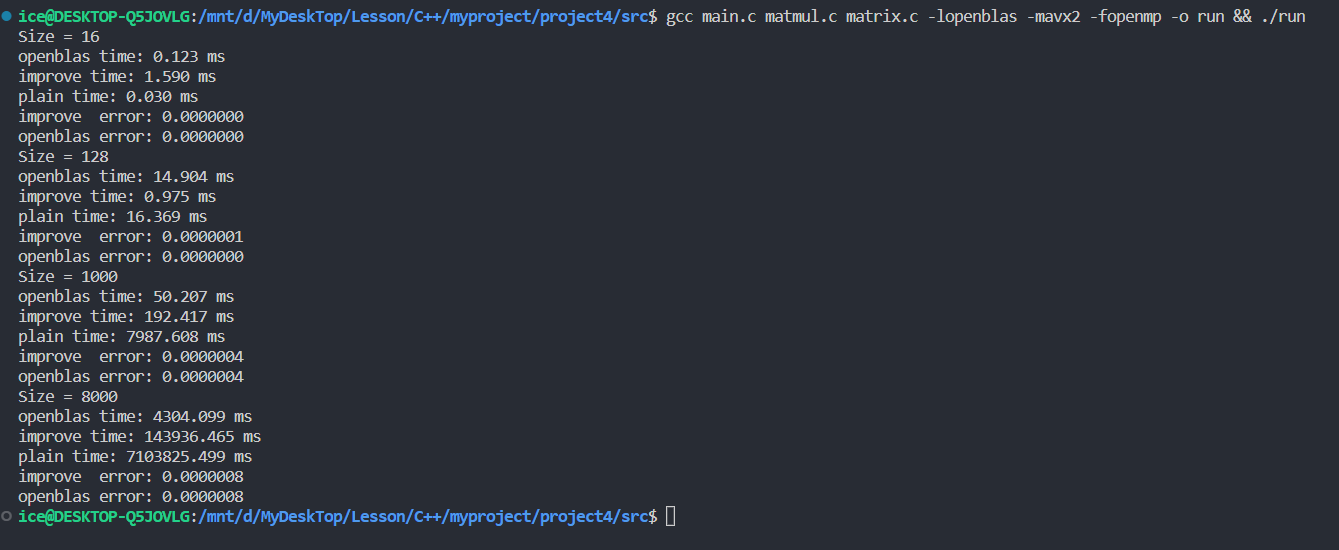 ice@DESKTOP-Q5JOVLG:/mnt/d/MyDeskTop/Lesson/C++/myproject/project4/src$ gcc main.c matmul.c matrix.c -lopenblas -mavx2 -fopenmp -o run && ./run
Size = 16
openblas time: 0.123 ms
improve time: 1.590 ms
plain time: 0.030 ms
improve  error: 0.0000000
openblas error: 0.0000000
Size = 128
openblas time: 14.904 ms
improve time: 0.975 ms
plain time: 16.369 ms
improve  error: 0.0000001
openblas error: 0.0000000
Size = 1000
openblas time: 50.207 ms
improve time: 192.417 ms
plain time: 7987.608 ms
improve  error: 0.0000004
openblas error: 0.0000004
Size = 8000
openblas time: 4304.099 ms
improve time: 143936.465 ms
plain time: 7103825.499 ms
improve  error: 0.0000008
openblas error: 0.0000008
ice@DESKTOP-Q5JOVLG:/mnt/d/MyDeskTop/Lesson/C++/myproject/project4/src$